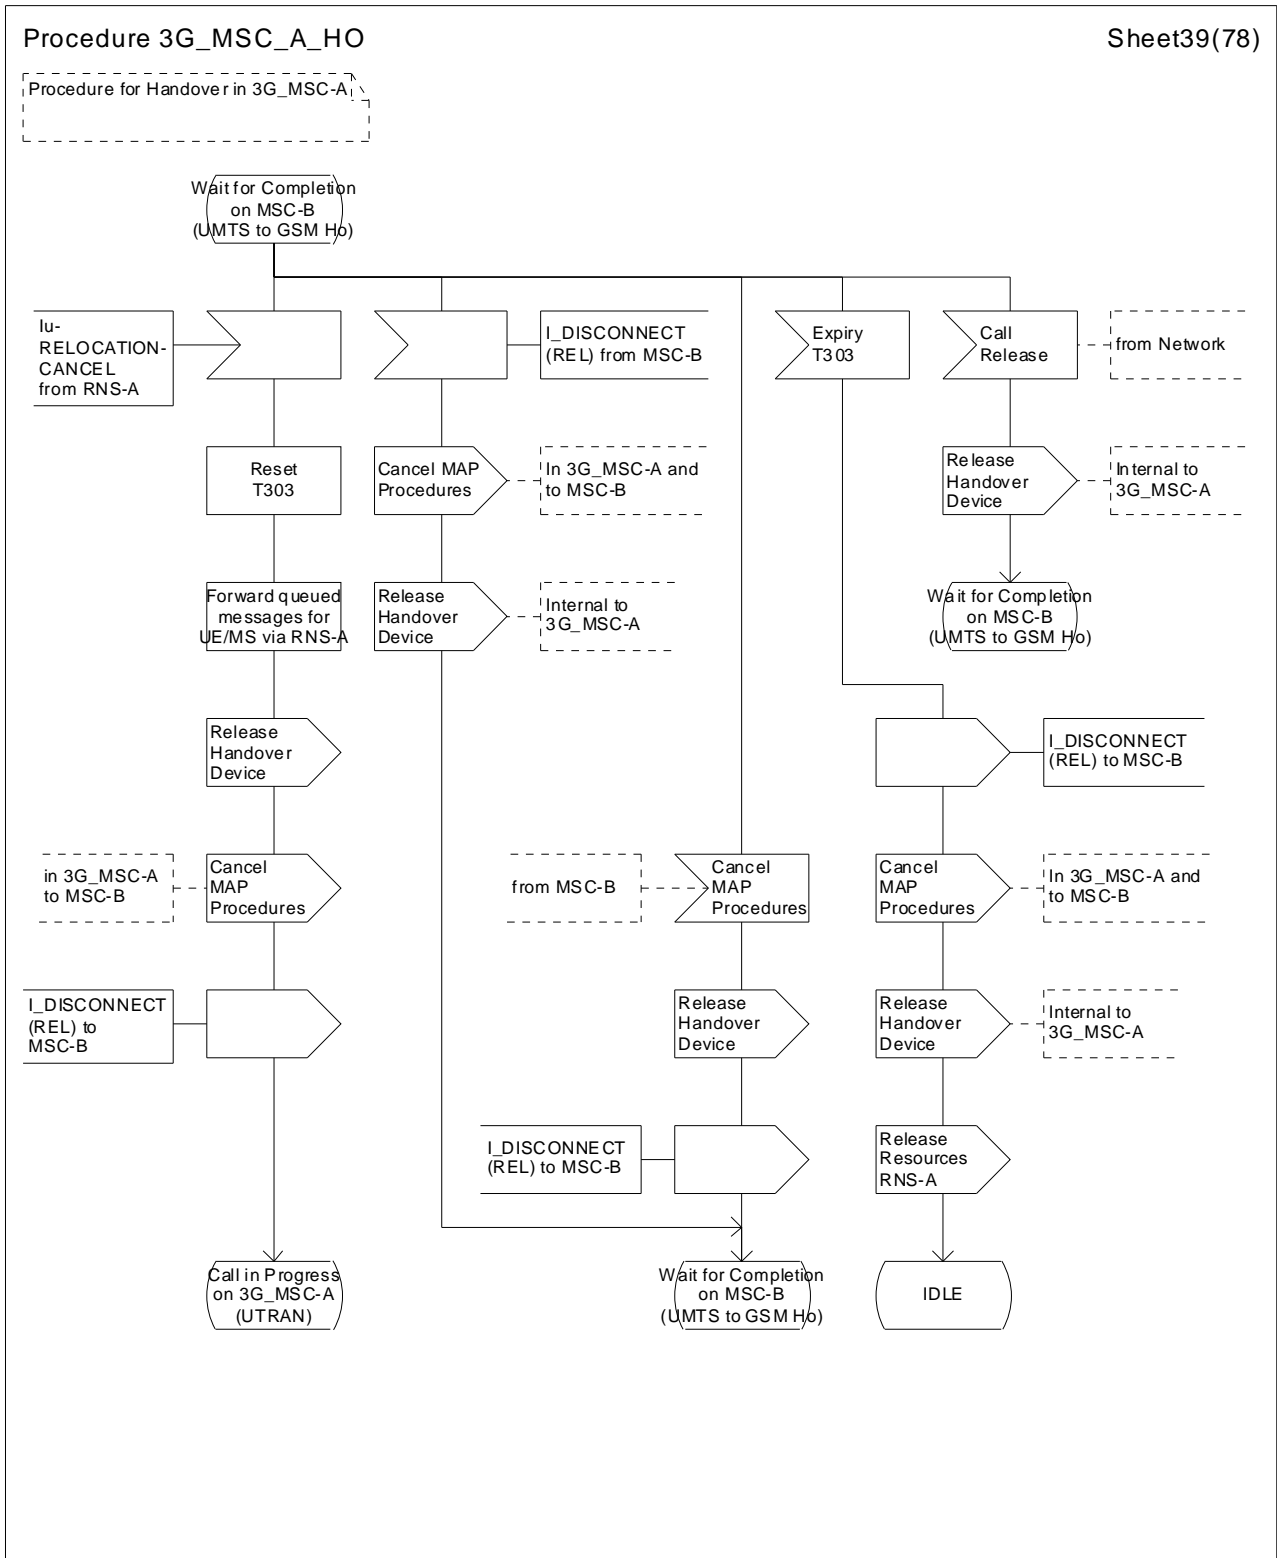 Procedure 3G_MSC_A_HO
Sheet39(78)
Procedure for Handover in 3G_MSC-A
Wait for Completion
on MSC-B
(UMTS to GSM Ho)
Iu-
RELOCATION-
CANCEL
from RNS-A
I_DISCONNECT
(REL) from MSC-B
Expiry
T303
Call
Release
from Network
Reset
T303
Cancel MAP
Procedures
In 3G_MSC-A and
to MSC-B
Release
Handover
Device
Internal to
3G_MSC-A
Forward queued
messages for
UE/MS via RNS-A
Release
Handover
Device
Internal to
3G_MSC-A
Wait for Completion
on MSC-B
(UMTS to GSM Ho)
Release
Handover
Device
I_DISCONNECT
(REL) to MSC-B
in 3G_MSC-A
to MSC-B
Cancel
MAP
Procedures
from MSC-B
Cancel
MAP
Procedures
Cancel
MAP
Procedures
In 3G_MSC-A and
to MSC-B
I_DISCONNECT
(REL) to
MSC-B
Release
Handover
Device
Release
Handover
Device
Internal to
3G_MSC-A
I_DISCONNECT
(REL) to MSC-B
Release
Resources
RNS-A
Call in Progress
on 3G_MSC-A
(UTRAN)
Wait for Completion
on MSC-B
(UMTS to GSM Ho)
IDLE